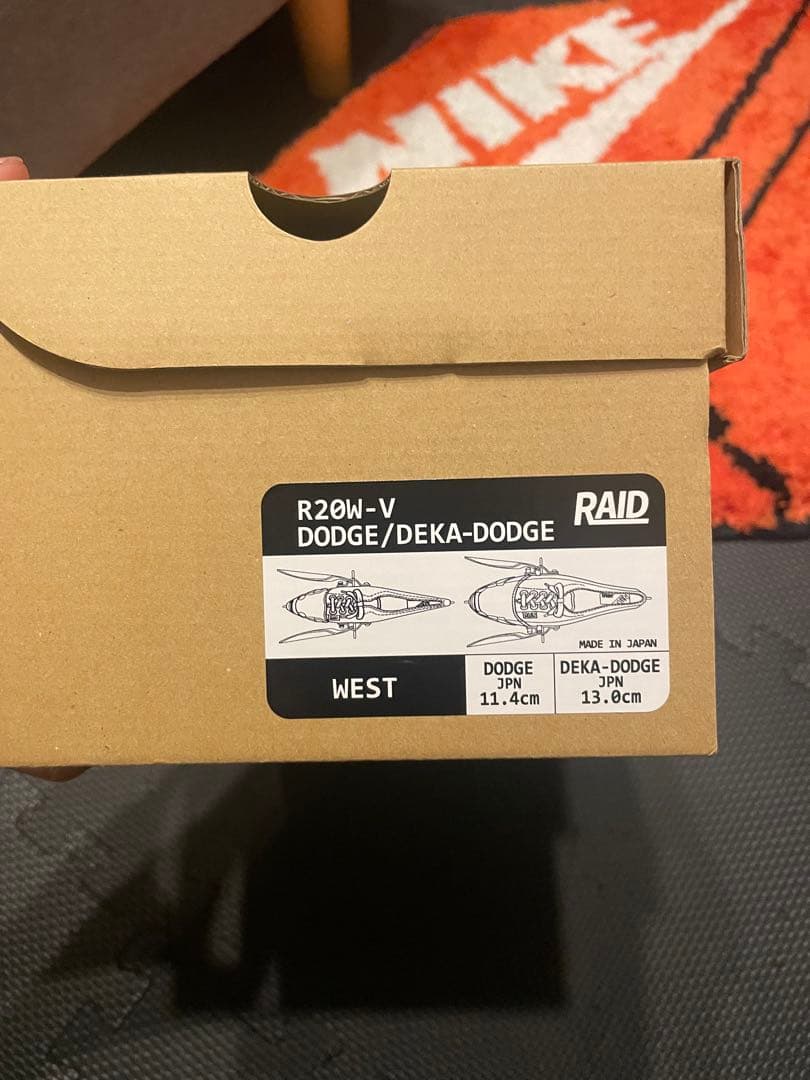 NIKE
R20W-V
DODGE/DEKA-DODGE
RAID
MADE IN JAPAN
WEST
DODGE
JPN
11.4cm
DEKA-DODGE
JPN
13.0cm